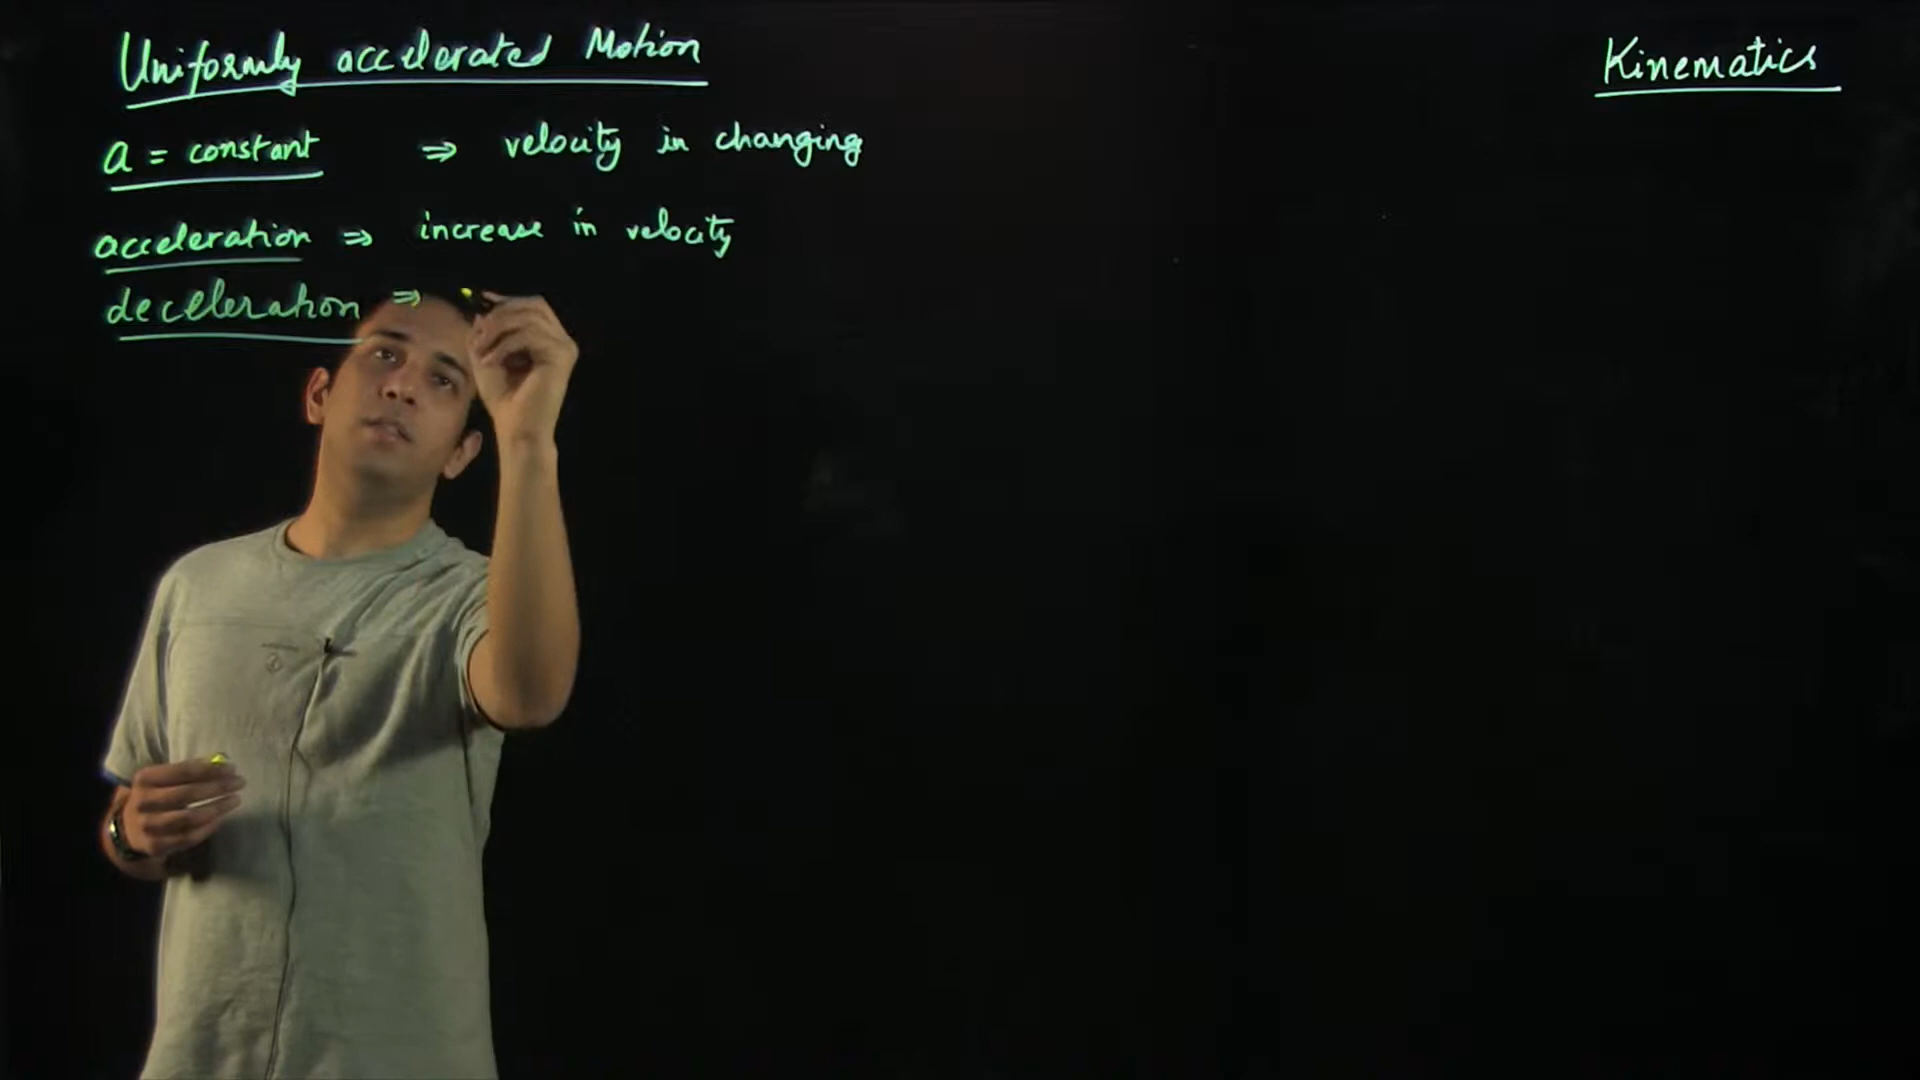 Uniformly accelerated Motion
Kinematics
a = constant ⇒ velocity in changing
acceleration ⇒ increase in velocity
deceleration ⇒